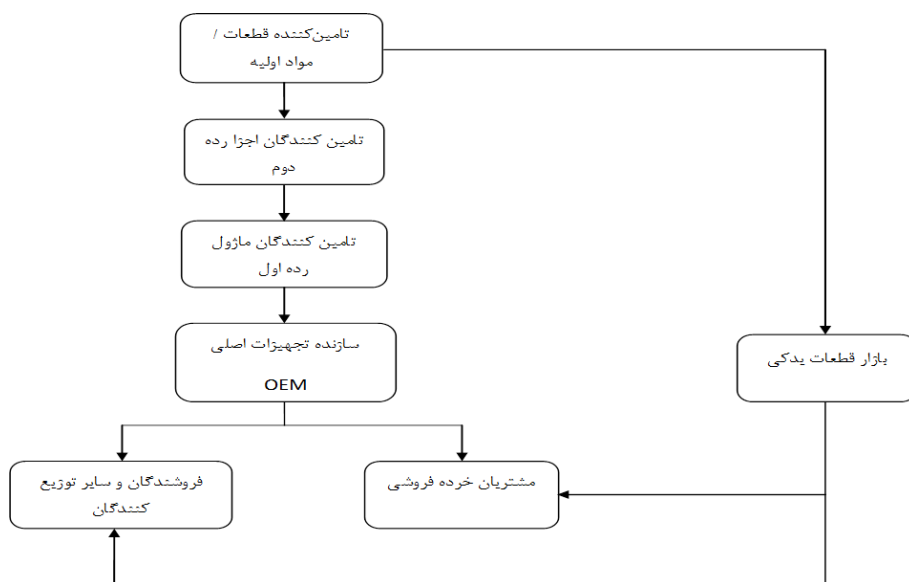 تامین‌کننده قطعات /
مواد اولیه
تامین کنندگان اجزا رده
دوم
تامین کنندگان ماژول
رده اول
سازنده تجهیزات اصلی
OEM
بازار قطعات یدکی
فروشندگان و سایر توزیع
کنندگان
مشتریان خرده فروشی